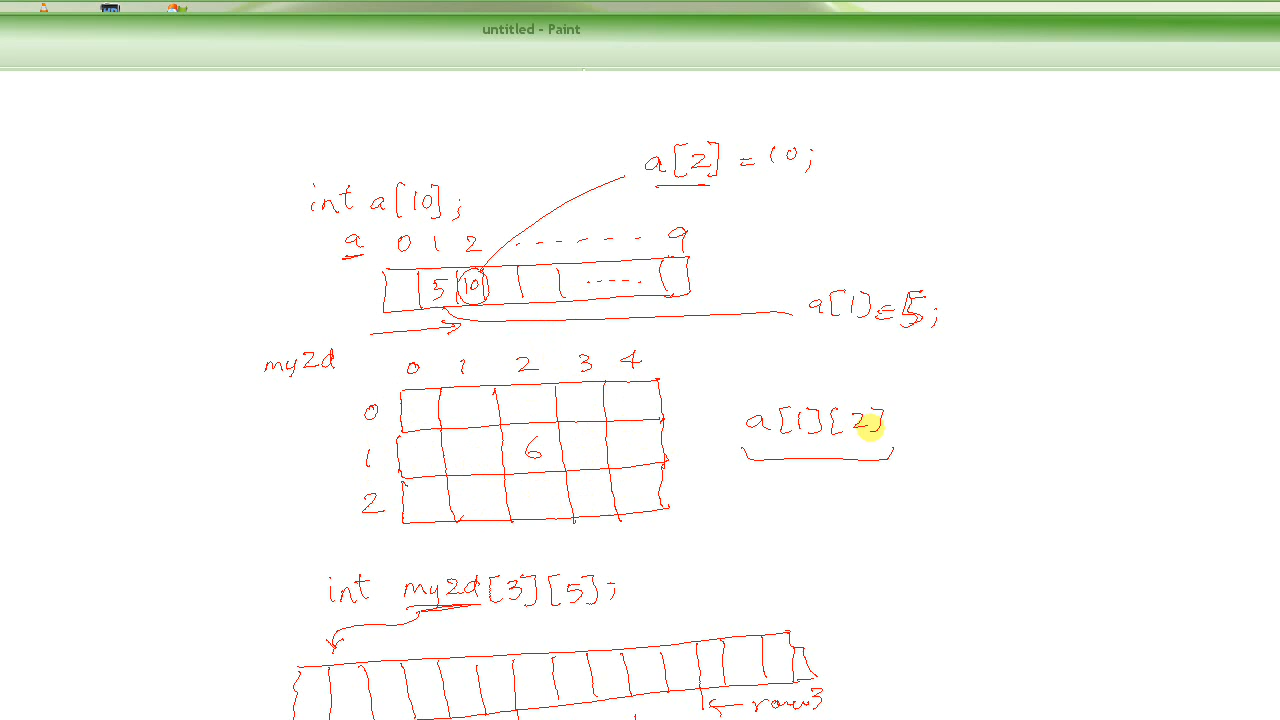 untitled - Paint
a[2] = 10;
int a[10];
a 0 1 2 ------- 9
5 10 -----
a[1] = 5;
my2d 0 1 2 3 4
0
a[1][2]
1 6
2
int my2d[3][5];
row3